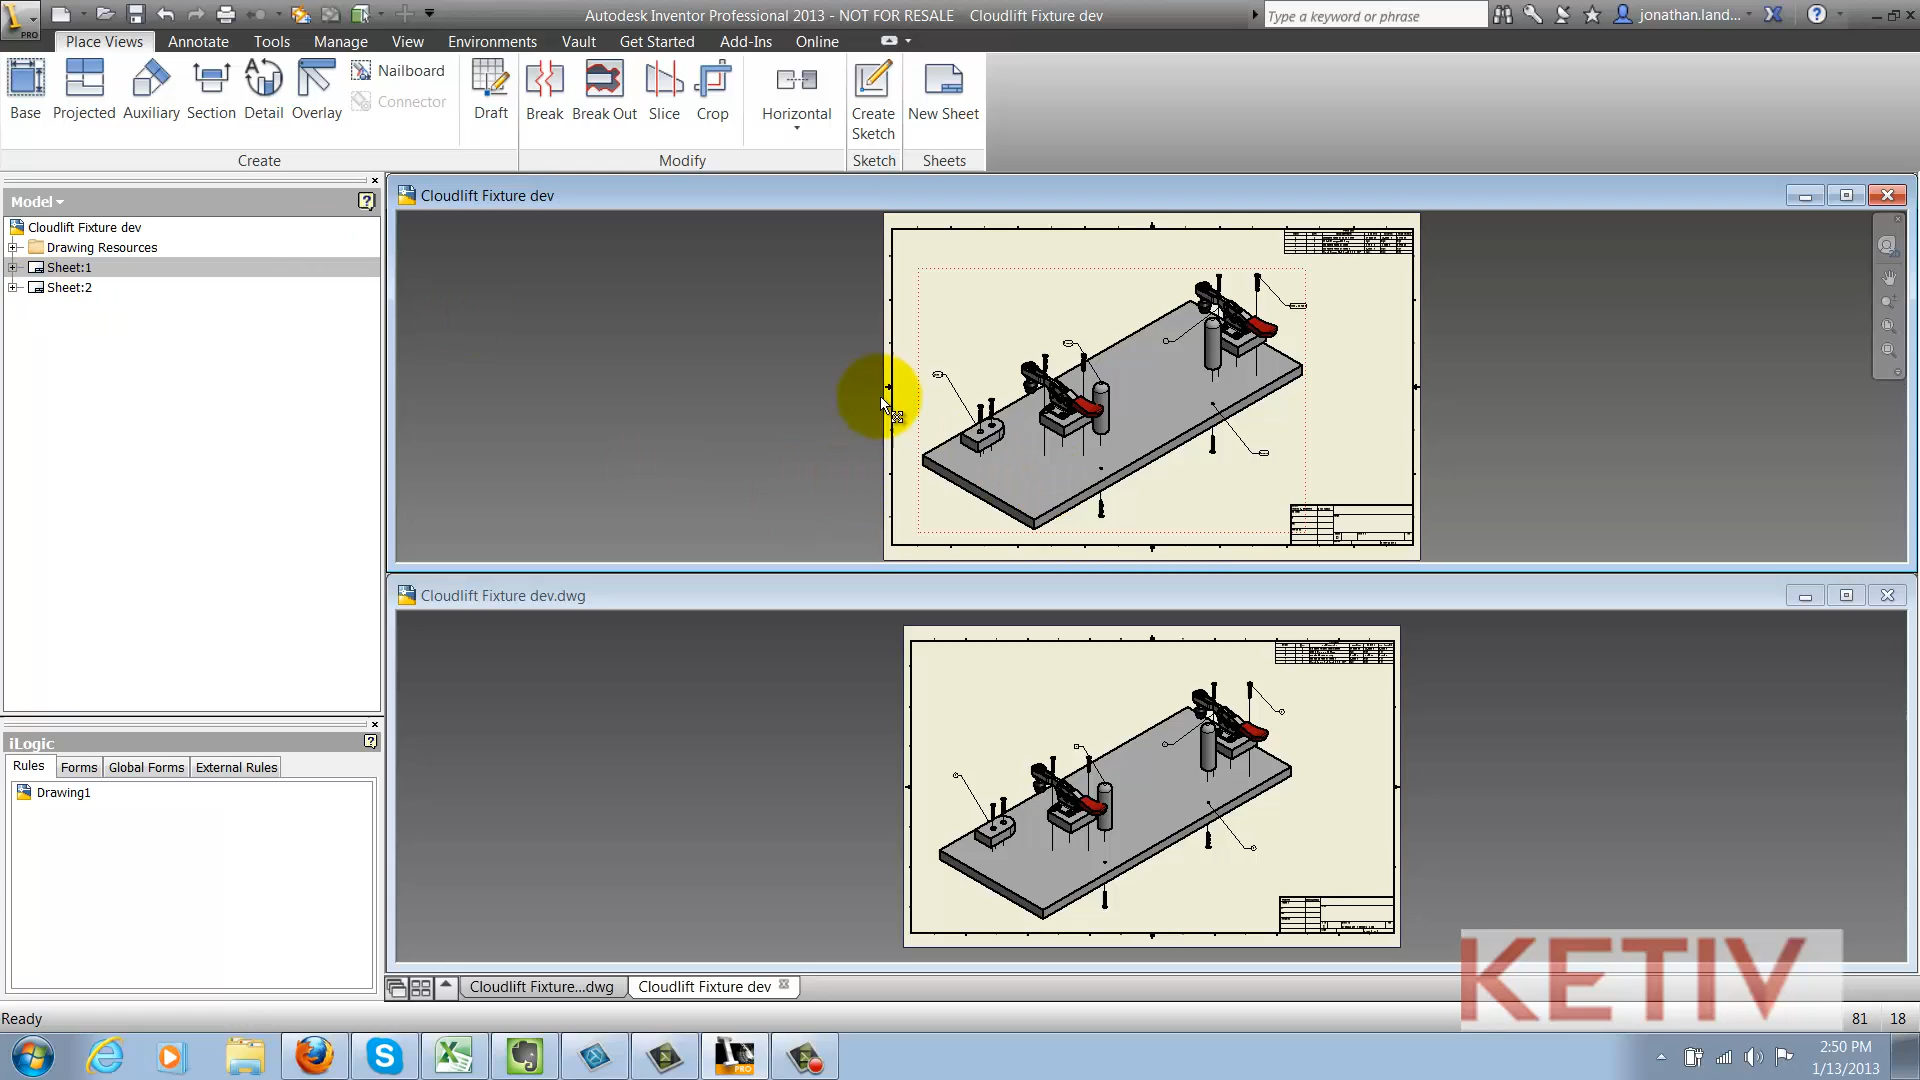 PRO
Autodesk Inventor Professional 2013 - NOT FOR RESALE Cloudlift Fixture dev
Type a keyword or phrase
jonathan.land...
Place Views Annotate Tools Manage View Environments Vault Get Started Add-Ins Online
Base Projected Auxiliary Section Detail Overlay
Nailboard
Connector
Draft Break Break Out Slice Crop Horizontal Create Sketch New Sheet
Create Modify Sketch Sheets
Model
Cloudlift Fixture dev
Drawing Resources
Sheet:1
Sheet:2
iLogic
Rules Forms Global Forms External Rules
Drawing1
Cloudlift Fixture dev
Cloudlift Fixture dev.dwg
Cloudlift Fixture...dwg Cloudlift Fixture dev
KETIV
Ready
81 18
PRO
2:50 PM
1/13/2013